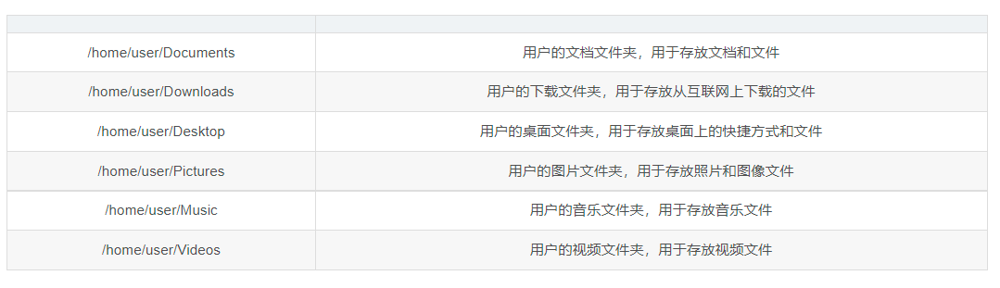 /home/user/Documents 用户的文档文件夹，用于存放文档和文件
/home/user/Downloads 用户的下载文件夹，用于存放从互联网上下载的文件
/home/user/Desktop 用户的桌面文件夹，用于存放桌面上的快捷方式和文件
/home/user/Pictures 用户的图片文件夹，用于存放照片和图像文件
/home/user/Music 用户的音乐文件夹，用于存放音乐文件
/home/user/Videos 用户的视频文件夹，用于存放视频文件